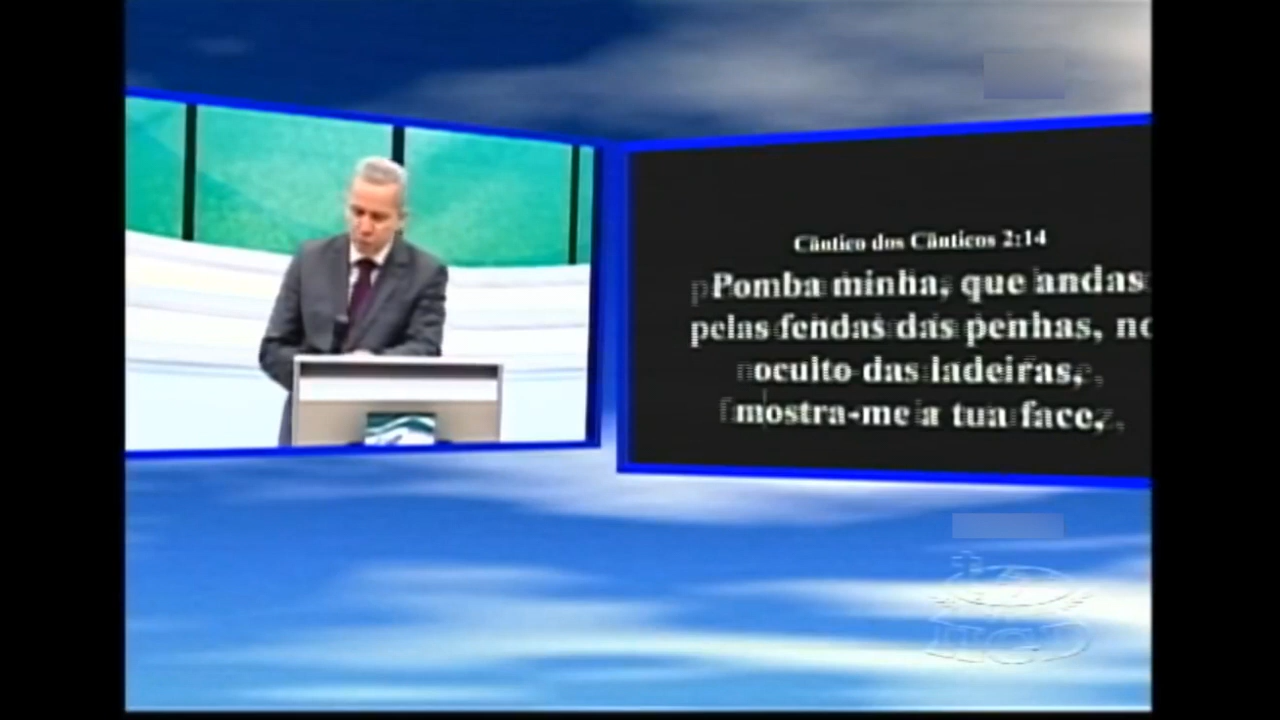 Cântico dos Cânticos 2:14
Pomba minha, que andas
pelas fendas das penhas, no
oculto das ladeiras,
mostra-me a tua face,